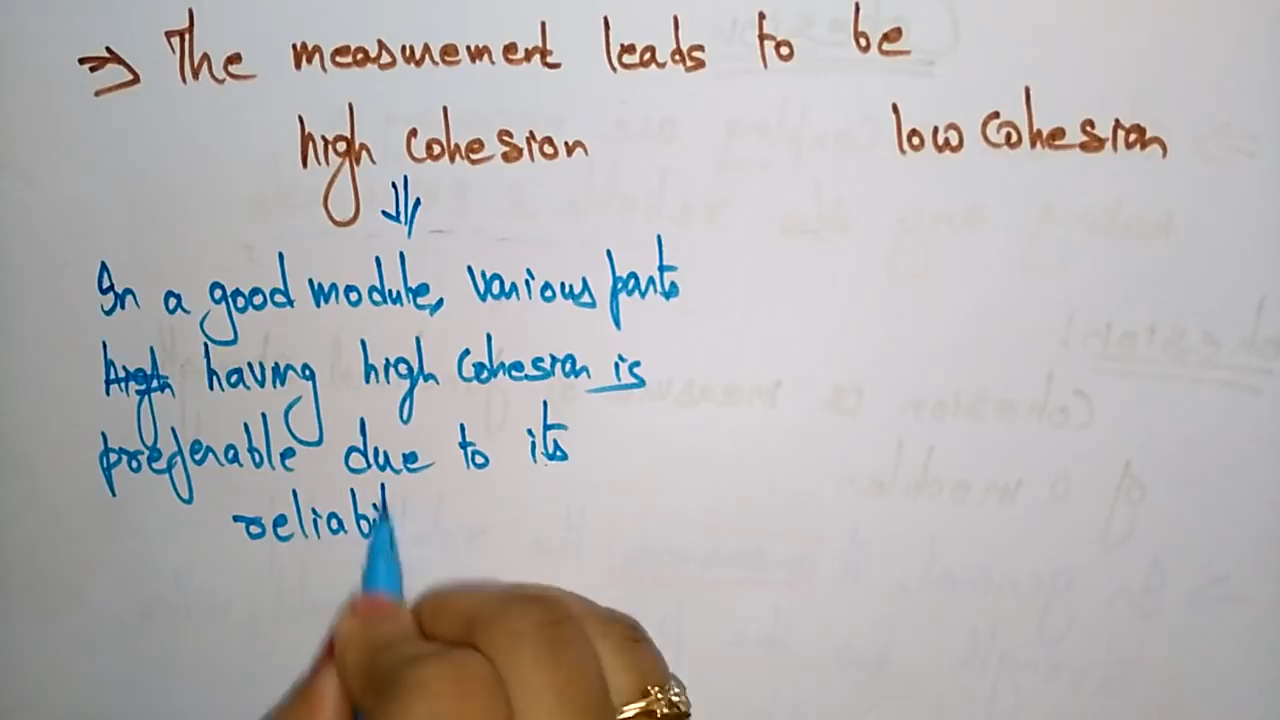 ⇒ The measurement leads to be
high cohesion low cohesion
In a good module, various parts
high having high cohesion is
preferable due to its
reliabi